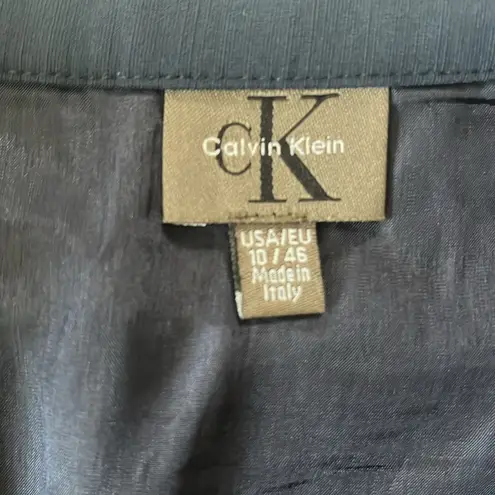 cK
Calvin Klein
USA/EU
10 / 46
Made in
Italy